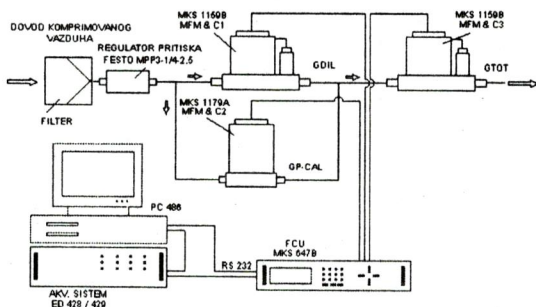 DOVOD KOMPRIMOVANOG
VAZDUHA
REGULATOR PRITISKA
FESTO MPP3-1/4-2.5
FILTER
MKS 1159B
MFM & C1
GDIL
MKS 1179A
MFM & C2
GP-CAL
MKS 1159B
MFM & C3
GTOT
PC 486
RS 232
FCU
MKS 647B
AKV. SISTEM
ED 428 / 429